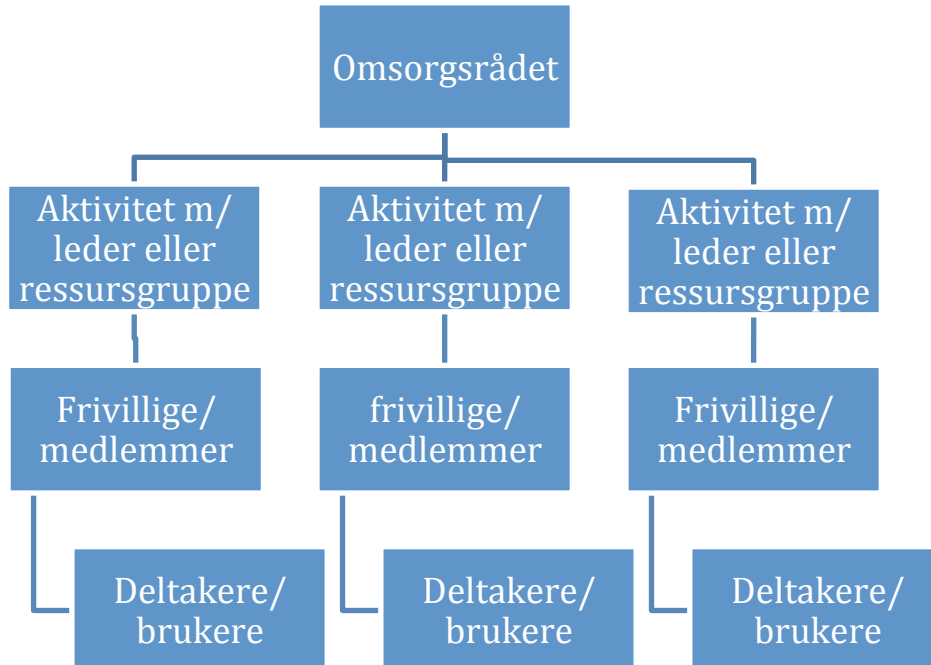 Omsorgsrådet
Aktivitet m/
leder eller
ressursgruppe
Aktivitet m/
leder eller
ressursgruppe
Aktivitet m/
leder eller
ressursgruppe
Frivillige/
medlemmer
frivillige/
medlemmer
Frivillige/
medlemmer
Deltakere/
brukere
Deltakere/
brukere
Deltakere/
brukere